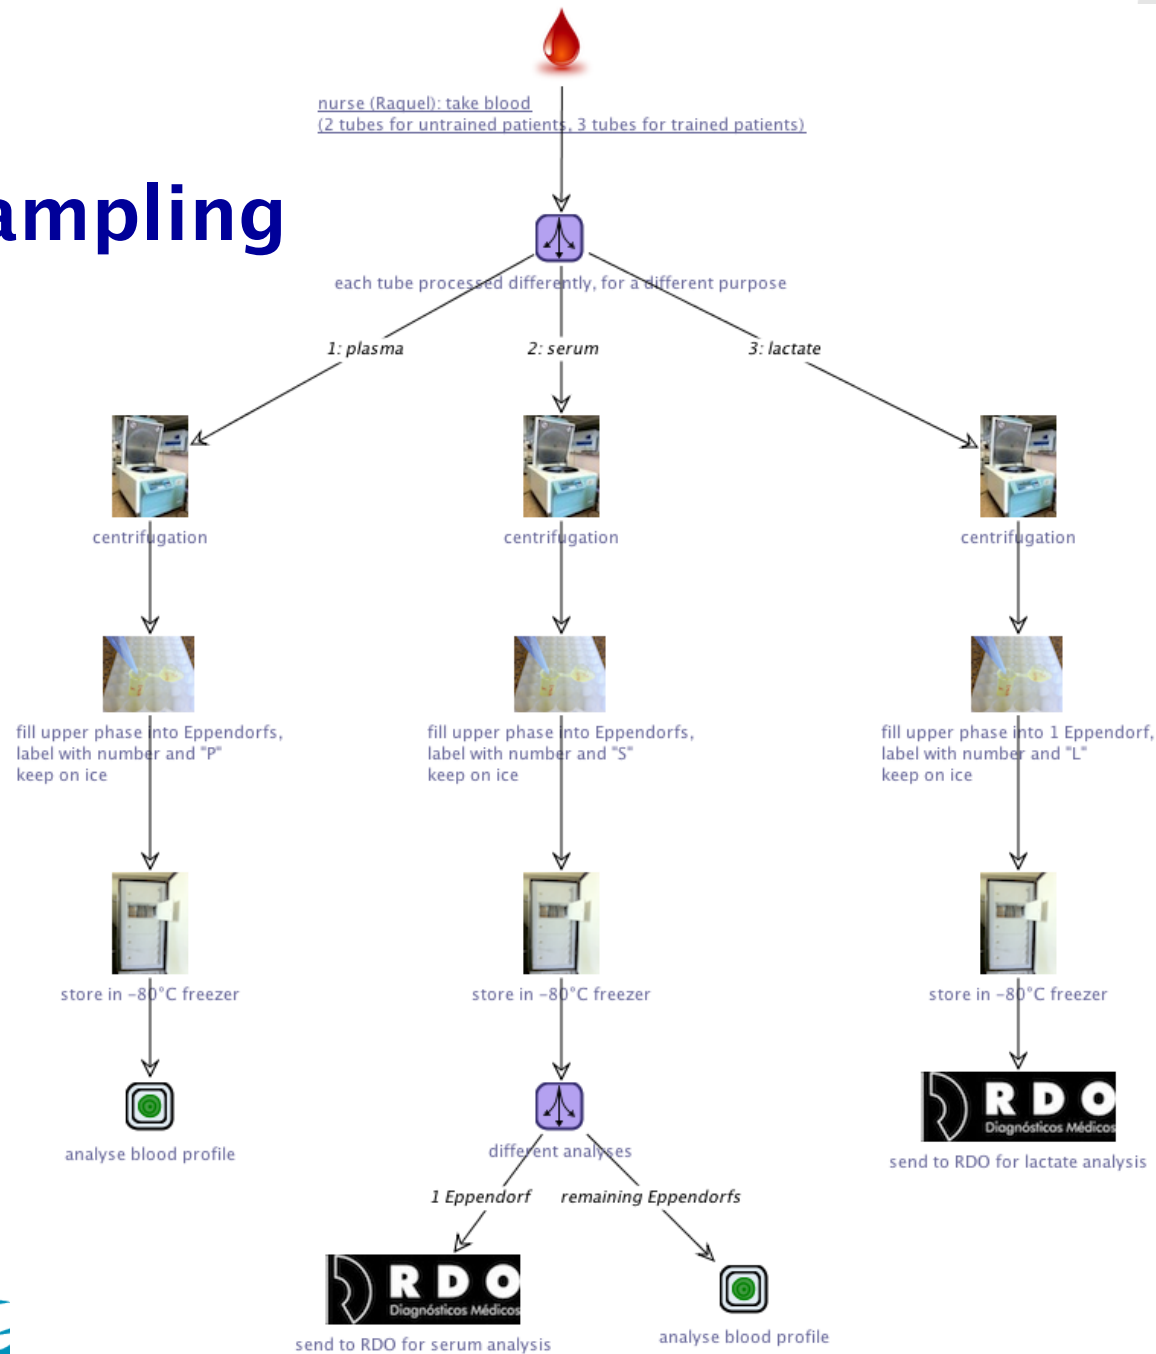 nurse (Raquel): take blood
(2 tubes for untrained patients, 3 tubes for trained patients)
ampling
each tube processed differently, for a different purpose
1: plasma
2: serum
3: lactate
centrifugation
centrifugation
centrifugation
fill upper phase into Eppendorfs,
label with number and "P"
keep on ice
fill upper phase into Eppendorfs,
label with number and "S"
keep on ice
fill upper phase into 1 Eppendorf,
label with number and "L"
keep on ice
store in -80°C freezer
store in -80°C freezer
store in -80°C freezer
analyse blood profile
different analyses
RDO
Diagnósticos Médicos
send to RDO for lactate analysis
1 Eppendorf
remaining Eppendorfs
RDO
Diagnósticos Médicos
send to RDO for serum analysis
analyse blood profile